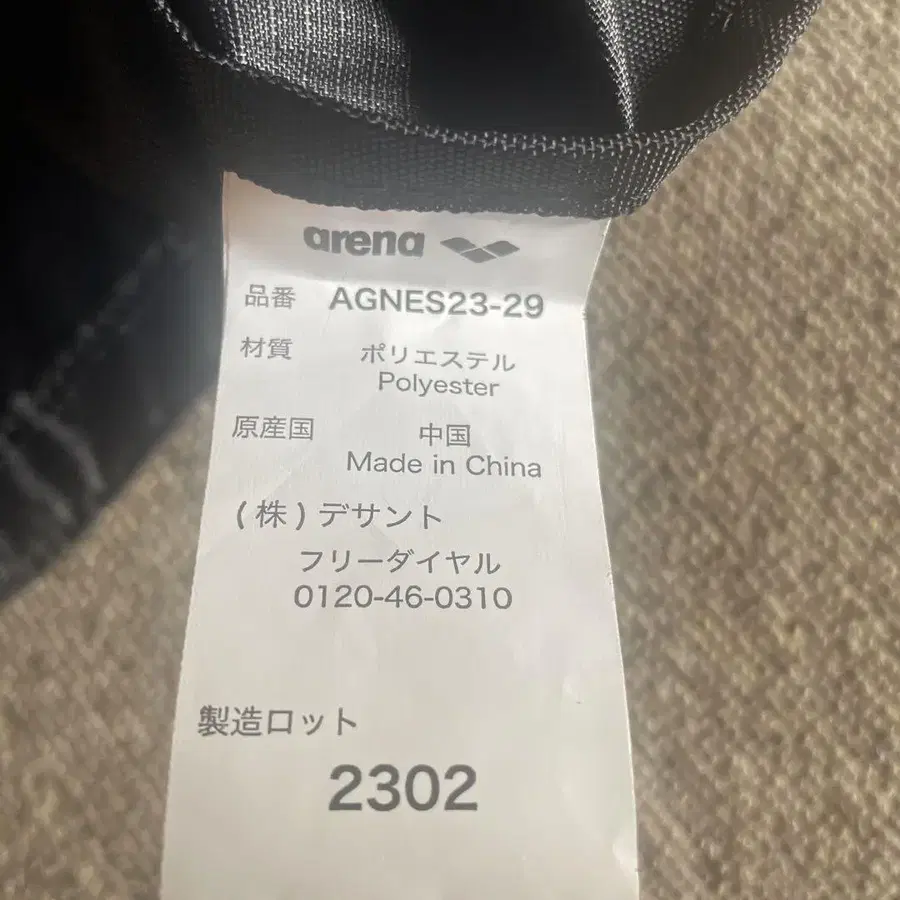 arena
品番 AGNES23-29
材質 ポリエステル
Polyester
原産国 中国
Made in China
(株)デサント
フリーダイヤル
0120-46-0310
製造ロット
2302